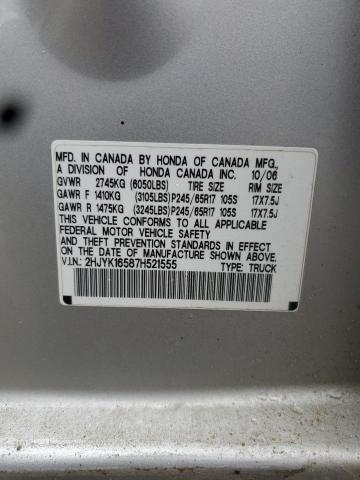 MFD. IN CANADA BY HONDA OF CANADA MFG.,
A DIVISION OF HONDA CANADA INC. 10/06
GVWR 2745KG (6050LBS) TIRE SIZE RIM SIZE
GAWR F 1410KG (3105LBS) P245/65R17 105S 17X7.5J
GAWR R 1475KG (3245LBS) P245/65R17 105S 17X7.5J
THIS VEHICLE CONFORMS TO ALL APPLICABLE
FEDERAL MOTOR VEHICLE SAFETY AND
THEFT PREVENTION STANDARDS IN EFFECT
ON THE DATE OF MANUFACTURE SHOWN ABOVE.
V.I.N.: 2HJYK16587H521555 TYPE: TRUCK